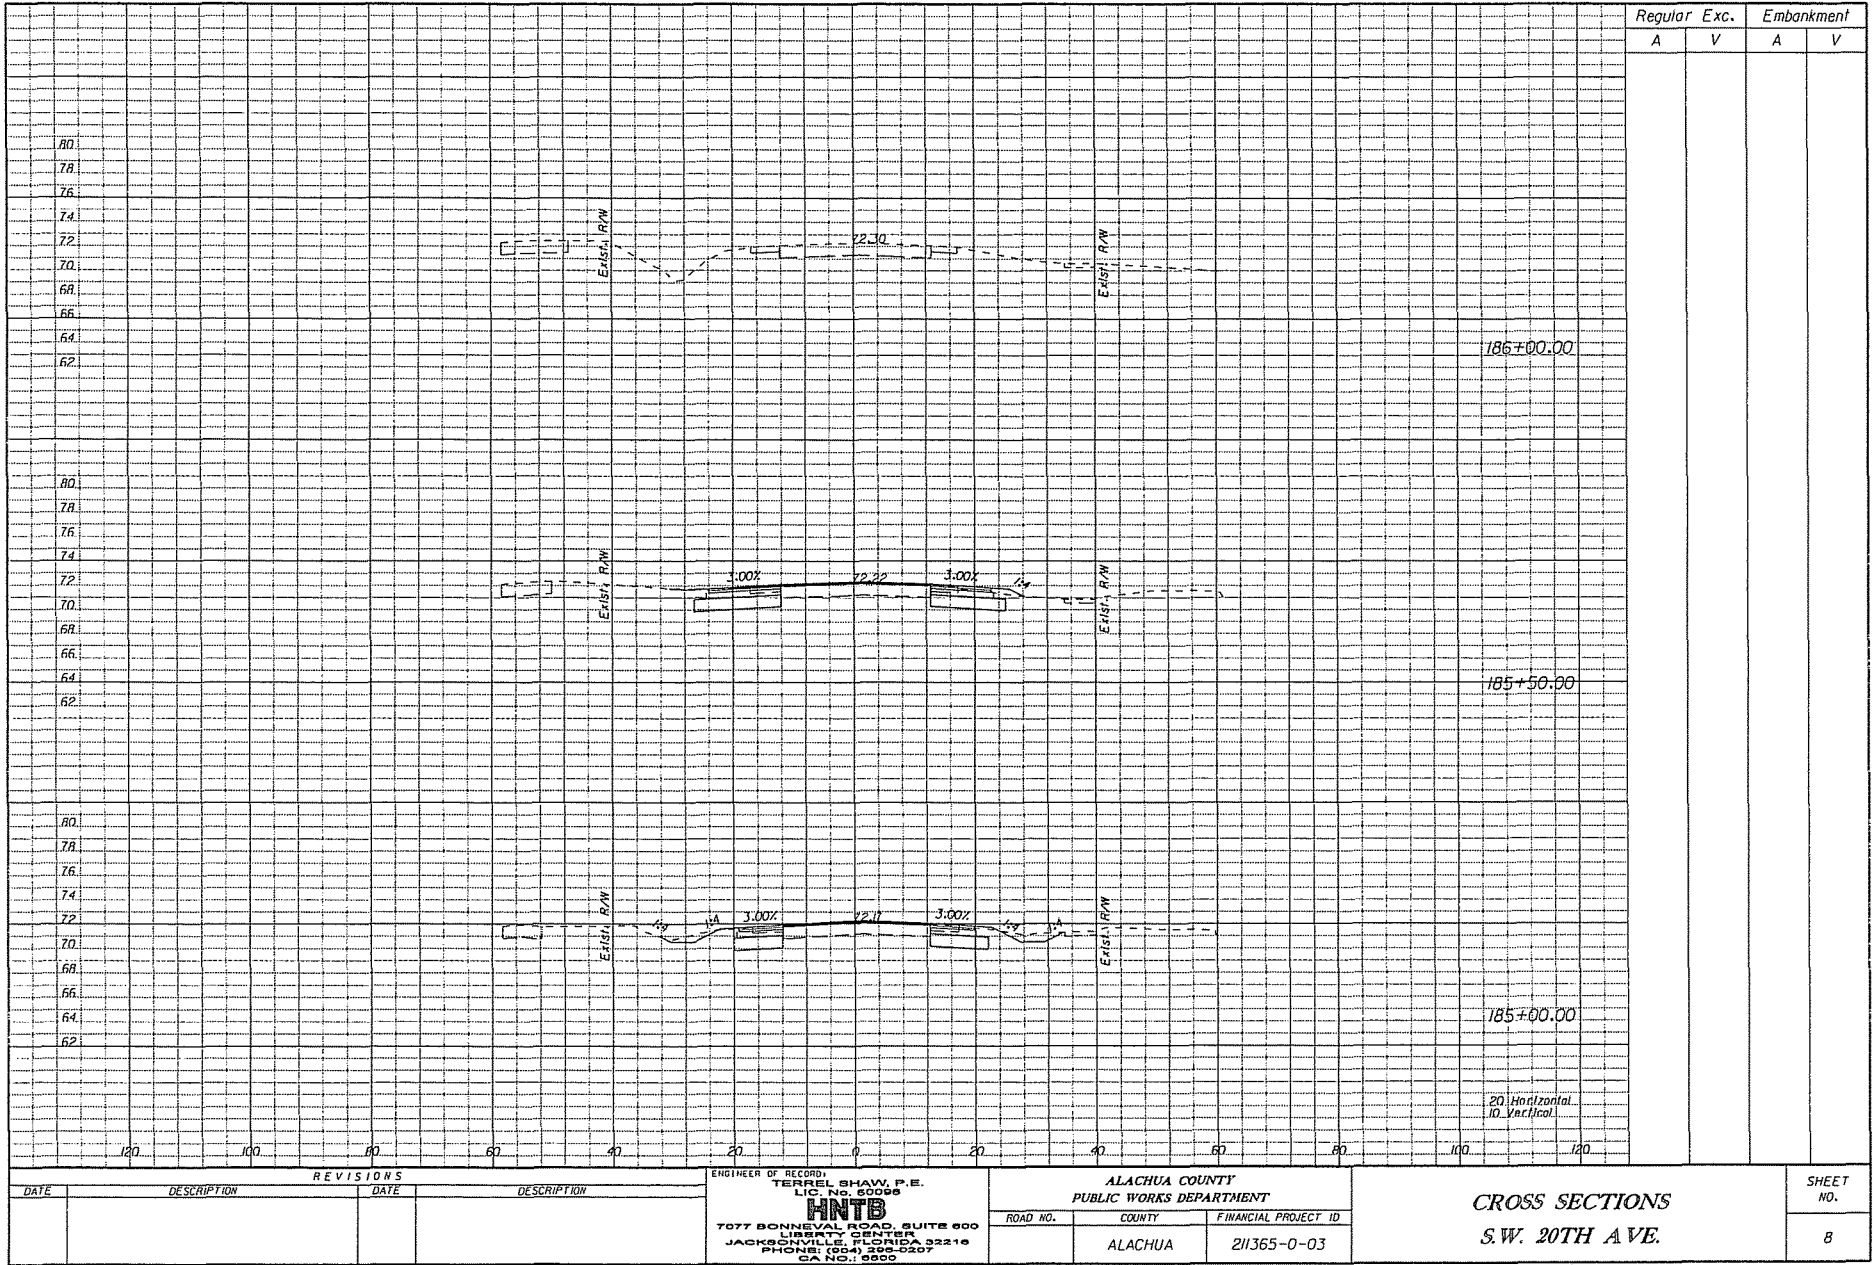 Regular Exc. Embankment
A V A V
80
78
76
74
72
70
68
66
64
62
Exist. R/W
72.30
Exist. R/W
186+00.00
80
78
76
74
72
70
68
66
64
62
Exist. R/W
3.00%
72.22
3.00%
1:4
Exist. R/W
185+50.00
80
78
76
74
72
70
68
66
64
62
Exist. R/W
1:4
1:4
3.00%
72.11
3.00%
1:4
1:4
Exist. R/W
185+00.00
20 Horizontal
10 Vertical
120 100 80 60 40 20 0 20 40 60 80 100 120
REVISIONS
DATE DESCRIPTION DATE DESCRIPTION
ENGINEER OF RECORD:
TERREL SHAW, P.E.
LIC. No. 50098
HNTB
7077 BONNEVAL ROAD, SUITE 600
LIBERTY CENTER
JACKSONVILLE, FLORIDA 32216
PHONE: (904) 296-0207
CA NO.: 6500
ALACHUA COUNTY
PUBLIC WORKS DEPARTMENT
ROAD NO. COUNTY FINANCIAL PROJECT ID
ALACHUA 211365-0-03
CROSS SECTIONS
S.W. 20TH AVE.
SHEET NO.
8